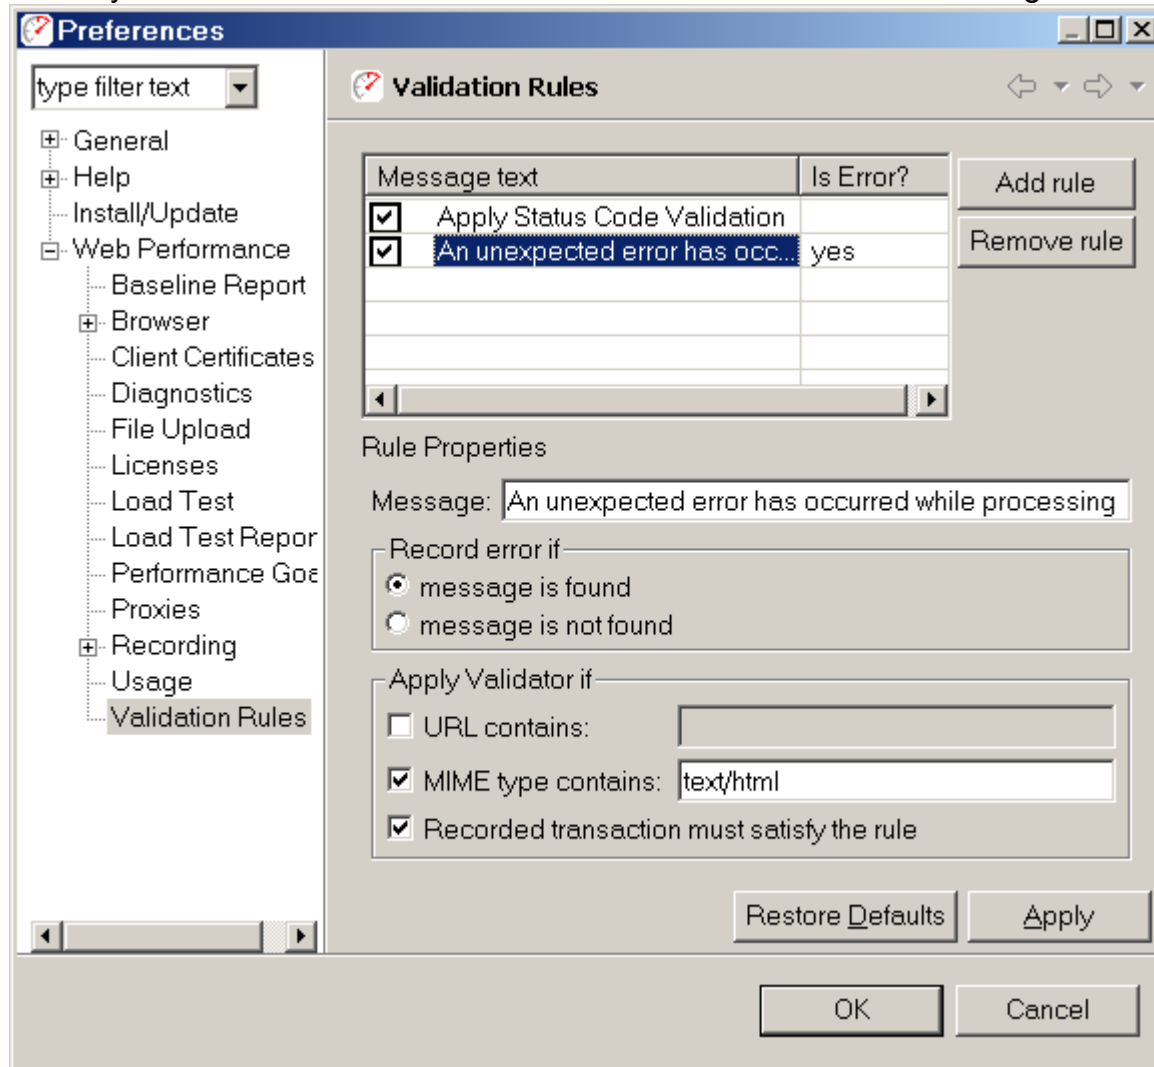 Preferences
type filter text
Validation Rules
General
Help
Install/Update
Web Performance
Baseline Report
Browser
Client Certificates
Diagnostics
File Upload
Licenses
Load Test
Load Test Repor
Performance Goa
Proxies
Recording
Usage
Validation Rules
Message text Is Error?
Apply Status Code Validation
An unexpected error has occ... yes
Add rule
Remove rule
Rule Properties
Message: An unexpected error has occurred while processing
Record error if
message is found
message is not found
Apply Validator if
URL contains:
MIME type contains: text/html
Recorded transaction must satisfy the rule
Restore Defaults Apply
OK Cancel